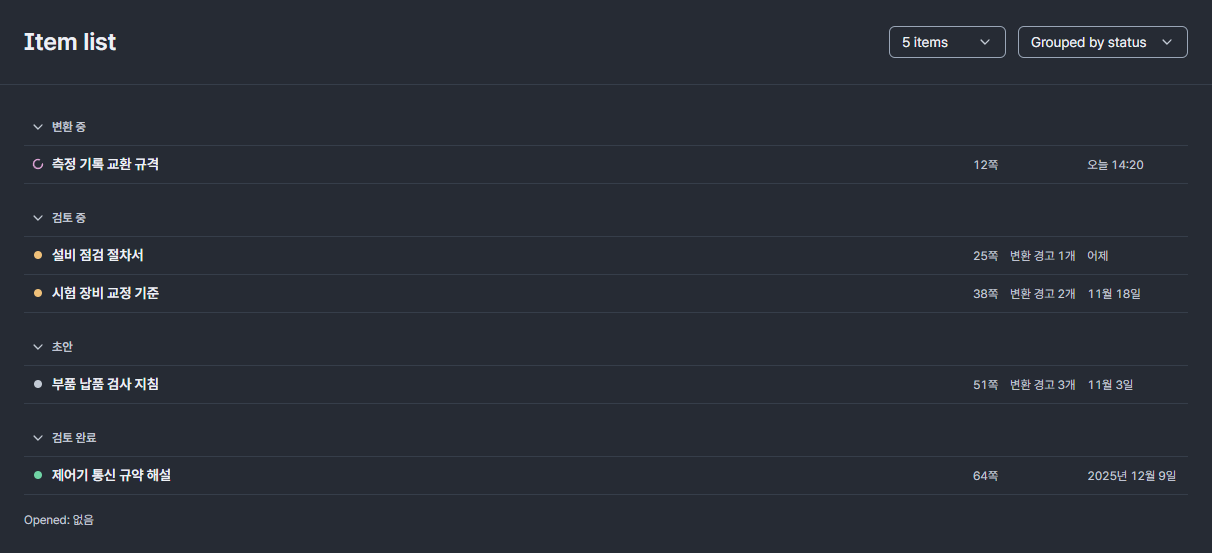 Item list
5 items
Grouped by status
변환 중
측정 기록 교환 규격 12쪽 오늘 14:20
검토 중
설비 점검 절차서 25쪽 변환 경고 1개 어제
시험 장비 교정 기준 38쪽 변환 경고 2개 11월 18일
초안
부품 납품 검사 지침 51쪽 변환 경고 3개 11월 3일
검토 완료
제어기 통신 규약 해설 64쪽 2025년 12월 9일
Opened: 없음